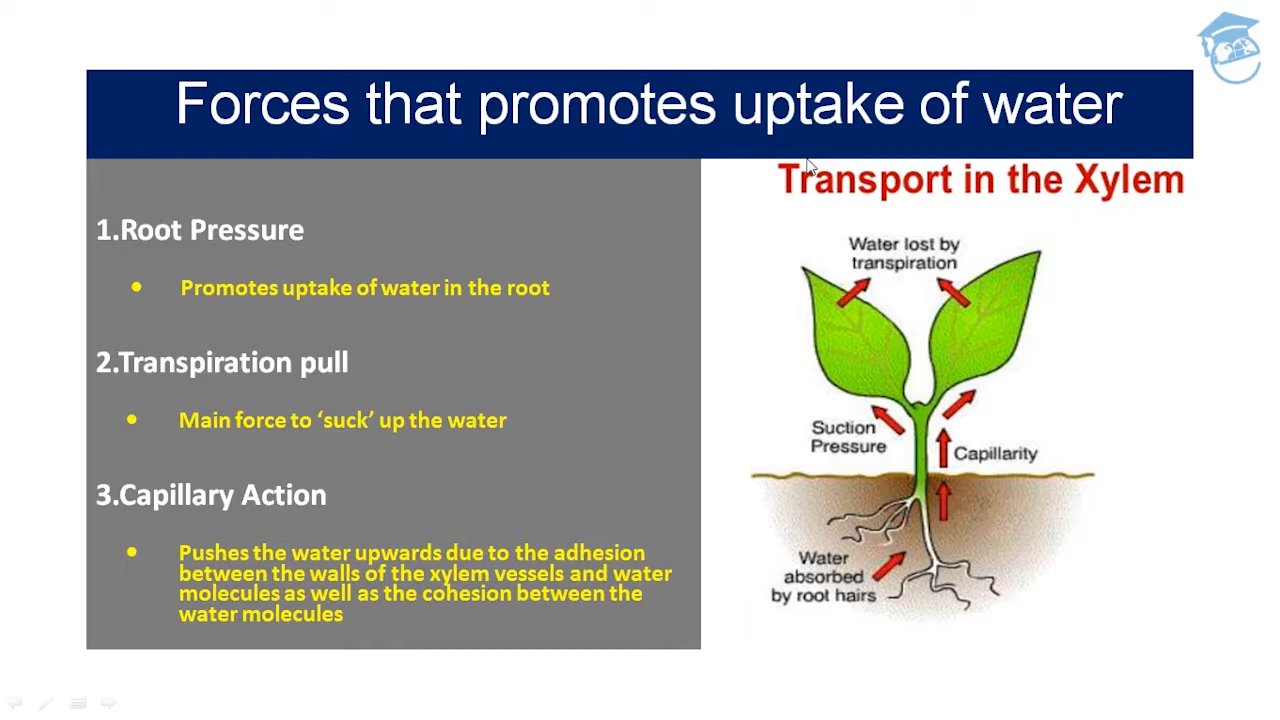 Forces that promotes uptake of water
Transport in the Xylem
1.Root Pressure
• Promotes uptake of water in the root
2.Transpiration pull
• Main force to ‘suck’ up the water
3.Capillary Action
• Pushes the water upwards due to the adhesion
between the walls of the xylem vessels and water
molecules as well as the cohesion between the
water molecules
Water lost by
transpiration
Suction
Pressure
Capillarity
Water
absorbed
by root hairs